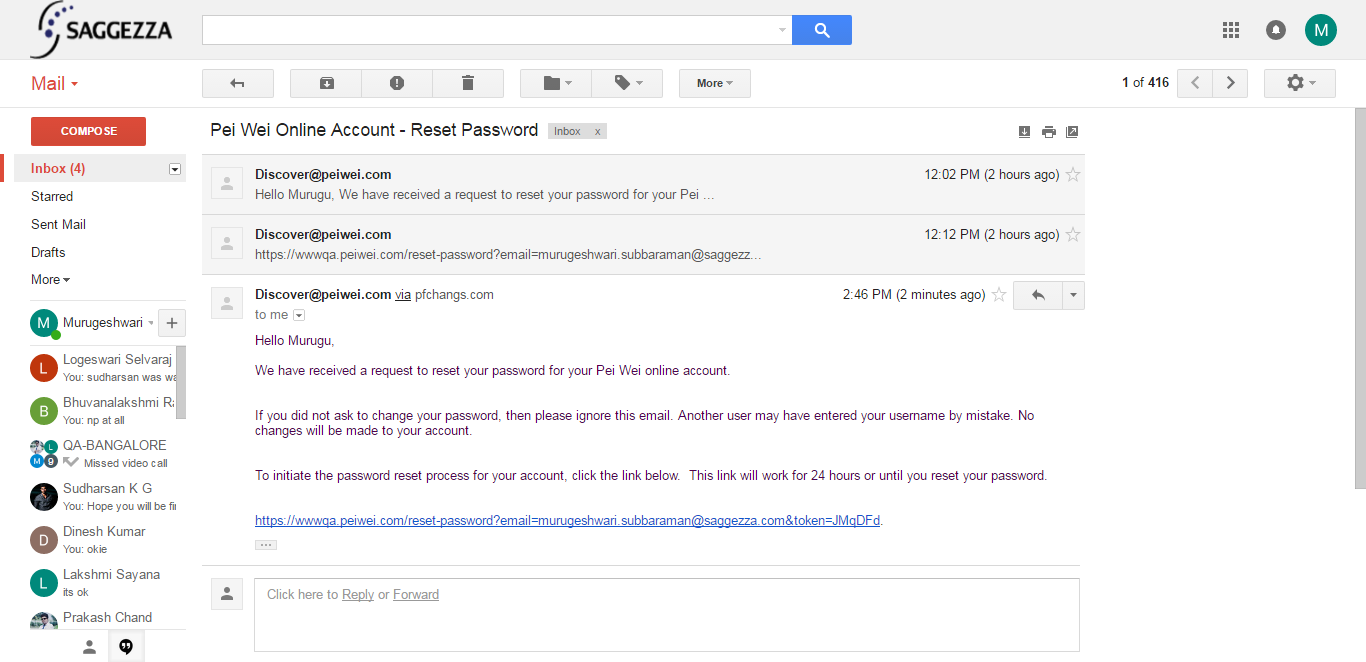 SAGGEZZA
M
Mail
More
1 of 416
COMPOSE
Pei Wei Online Account - Reset Password
Inbox x
Inbox (4)
Starred
Sent Mail
Drafts
More
Discover@peiwei.com
12:02 PM (2 hours ago)
Hello Murugu, We have received a request to reset your password for your Pei ...
Discover@peiwei.com
12:12 PM (2 hours ago)
https://wwwqa.peiwei.com/reset-password?email=murugeshwari.subbaraman@saggezz...
Discover@peiwei.com via pfchangs.com
2:46 PM (2 minutes ago)
to me
Hello Murugu,
We have received a request to reset your password for your Pei Wei online account.
If you did not ask to change your password, then please ignore this email. Another user may have entered your username by mistake. No
changes will be made to your account.
To initiate the password reset process for your account, click the link below.  This link will work for 24 hours or until you reset your password.
https://wwwqa.peiwei.com/reset-password?email=murugeshwari.subbaraman@saggezza.com&token=JMqDFd.
...
Click here to Reply or Forward
M Murugeshwari +
L Logeswari Selvaraj
You: sudharsan was wa
B Bhuvanalakshmi Ra
You: np at all
L QA-BANGALORE
M 9 Missed video call
Sudharsan K G
You: Hope you will be fi
D Dinesh Kumar
You: okie
L Lakshmi Sayana
its ok
Prakash Chand